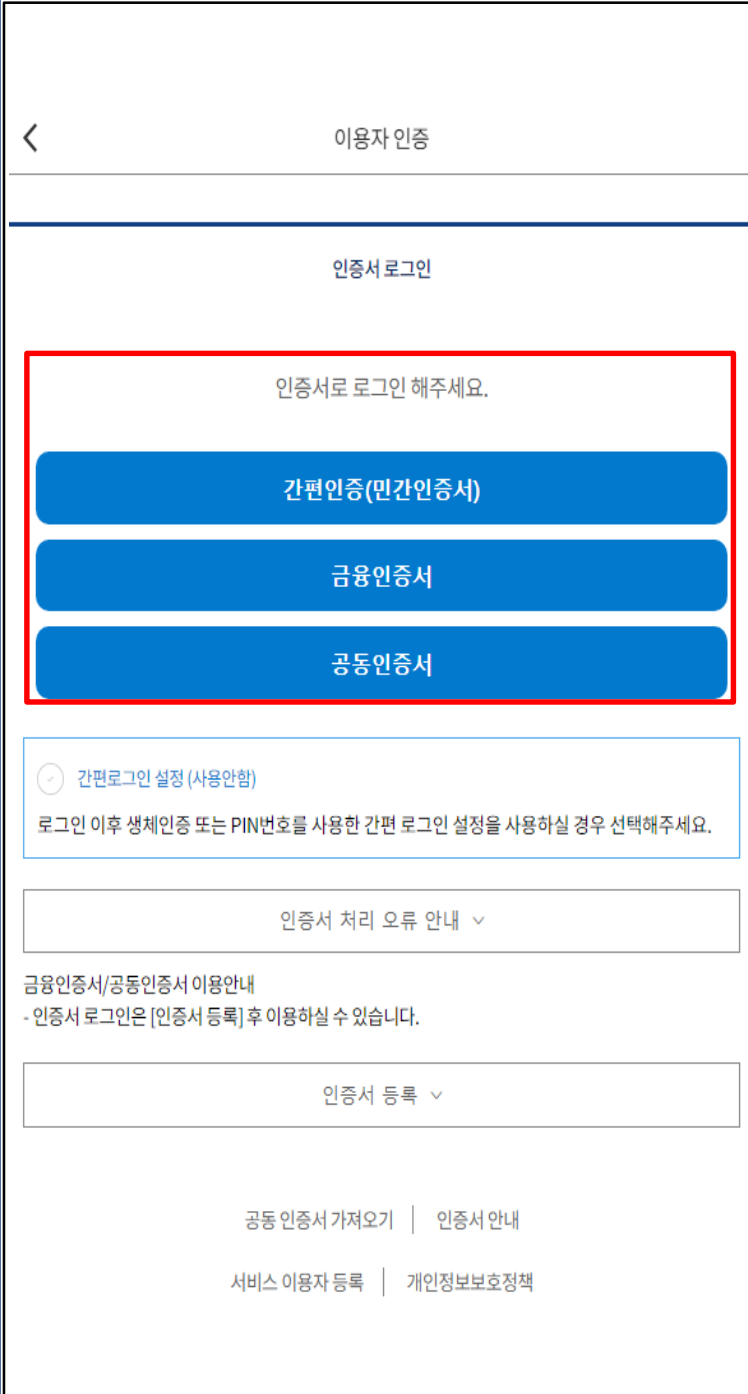 이용자 인증
인증서 로그인
인증서로 로그인 해주세요.
간편인증(민간인증서)
금융인증서
공동인증서
간편로그인 설정 (사용안함)
로그인 이후 생체인증 또는 PIN번호를 사용한 간편 로그인 설정을 사용하실 경우 선택해주세요.
인증서 처리 오류 안내
금융인증서/공동인증서 이용안내
- 인증서 로그인은 [인증서 등록] 후 이용하실 수 있습니다.
인증서 등록
공동 인증서 가져오기 | 인증서 안내
서비스 이용자 등록 | 개인정보보호정책